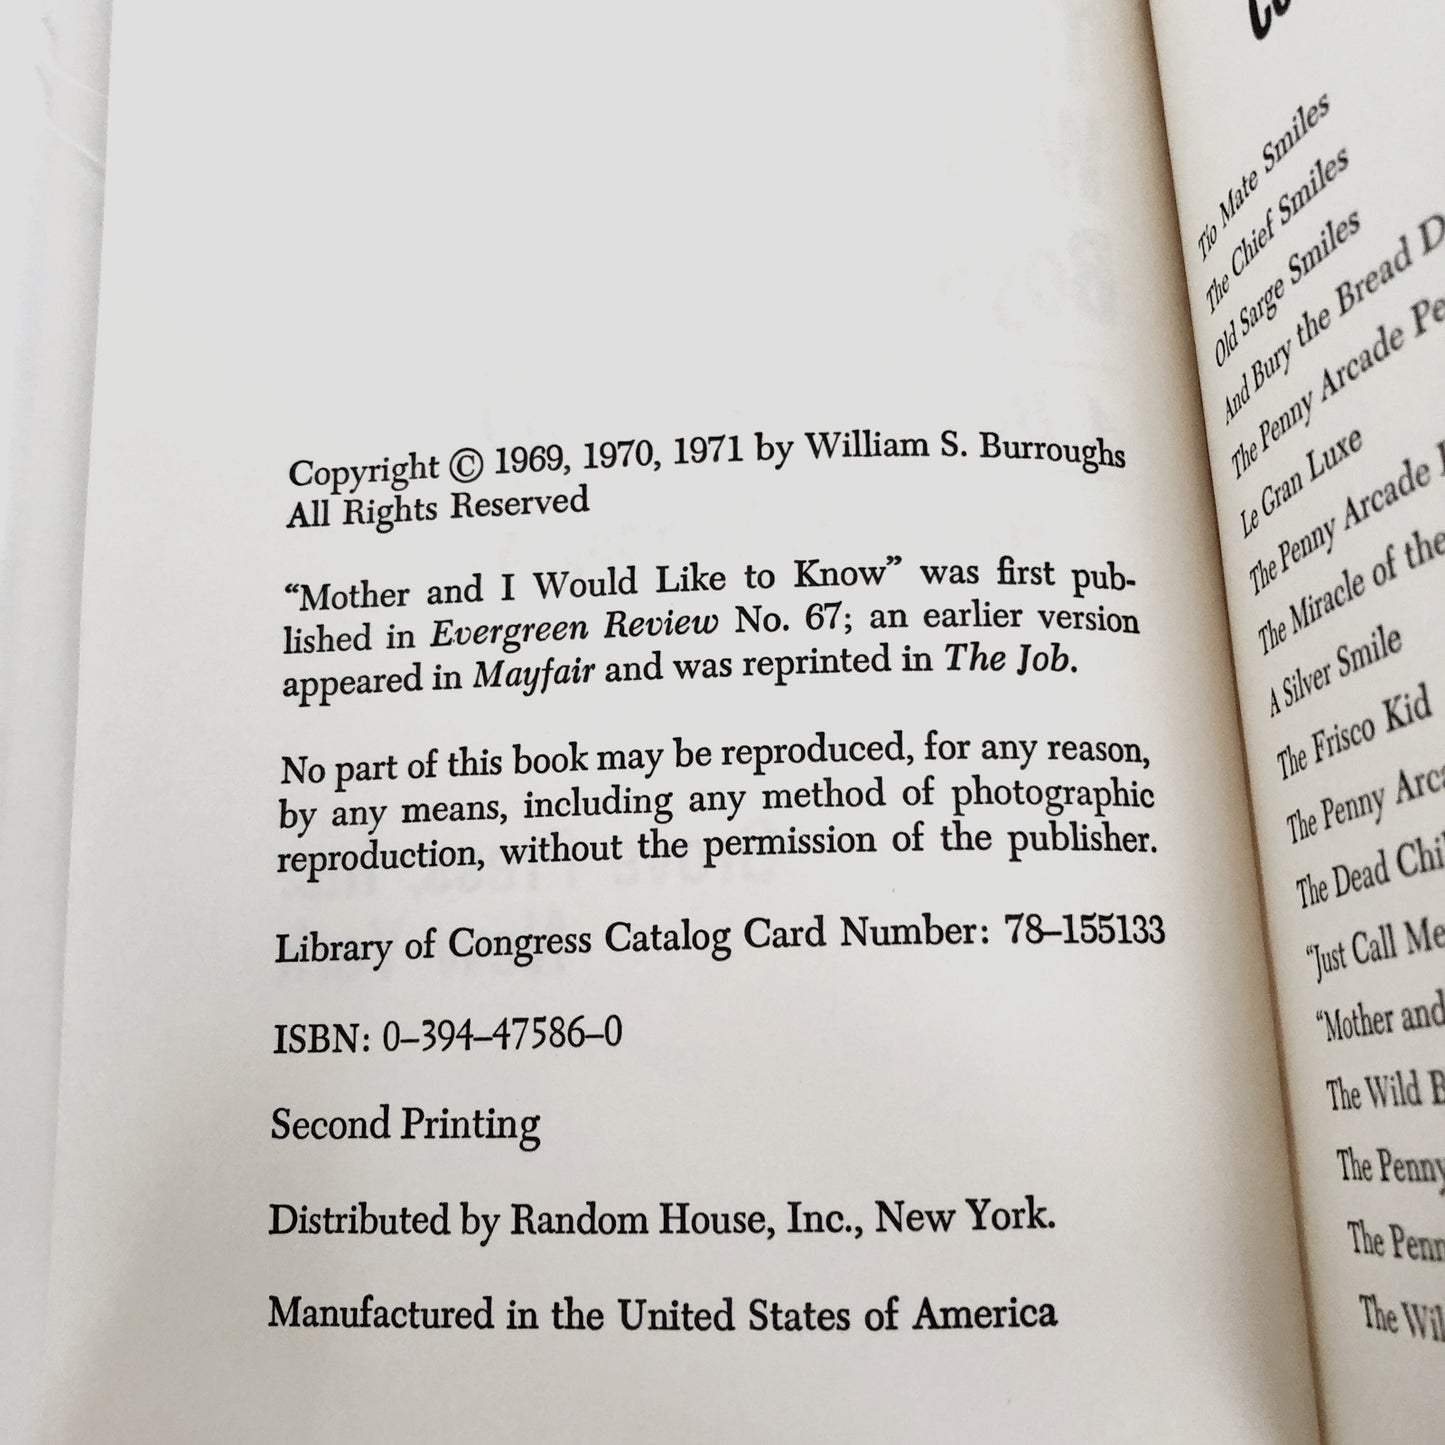 Copyright © 1969, 1970, 1971 by William S. Burroughs
All Rights Reserved
“Mother and I Would Like to Know” was first pub-
lished in Evergreen Review No. 67; an earlier version
appeared in Mayfair and was reprinted in The Job.
No part of this book may be reproduced, for any reason,
by any means, including any method of photographic
reproduction, without the permission of the publisher.
Library of Congress Catalog Card Number: 78–155133
ISBN: 0–394–47586–0
Second Printing
Distributed by Random House, Inc., New York.
Manufactured in the United States of America
Tio Mate Smiles
The Chief Smiles
Old Sarge Smiles
And Bury the Bread D
The Penny Arcade Pe
Le Gran Luxe
The Penny Arcade
The Miracle of the
A Silver Smile
The Frisco Kid
The Penny Arca
The Dead Chi
“Just Call Me
“Mother and
The Wild B
The Penny
The Penn
The Wil